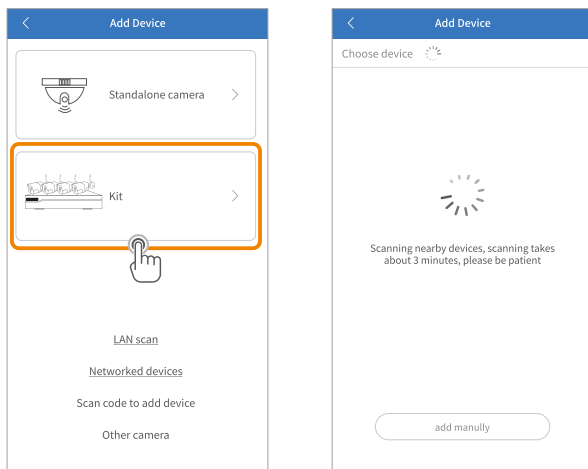 Add Device
Standalone camera
Kit
LAN scan
Networked devices
Scan code to add device
Other camera
Add Device
Choose device
Scanning nearby devices, scanning takes
about 3 minutes, please be patient
add manully